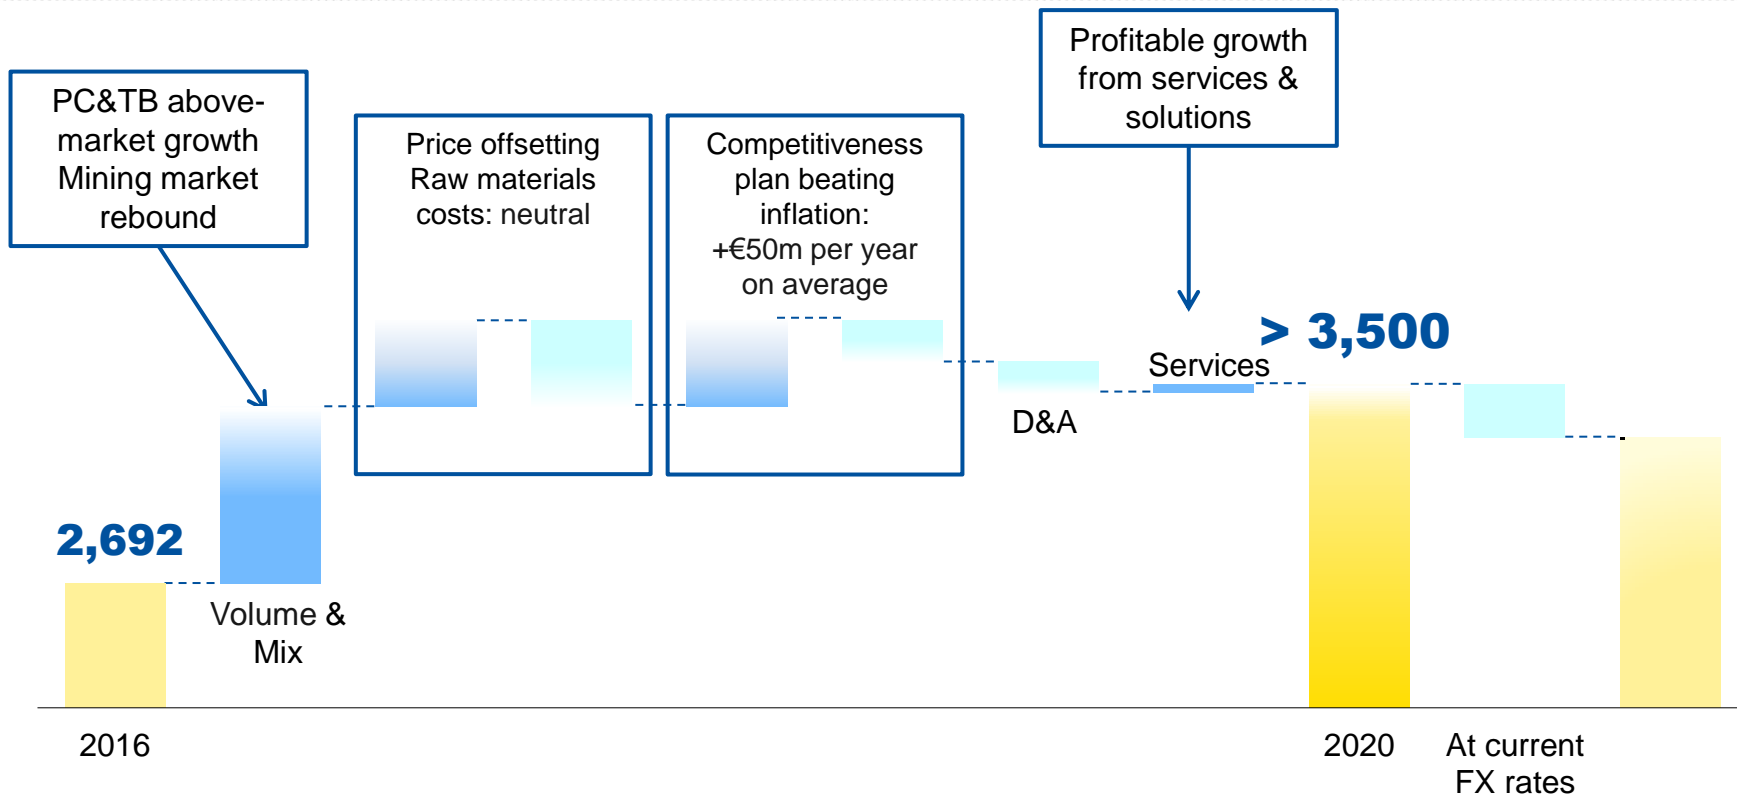 PC&TB above-
market growth
Mining market
rebound
Price offsetting
Raw materials
costs: neutral
Competitiveness
plan beating
inflation:
+€50m per year
on average
Profitable growth
from services &
solutions
> 3,500
Services
D&A
2,692
Volume &
Mix
2016
2020
At current
FX rates